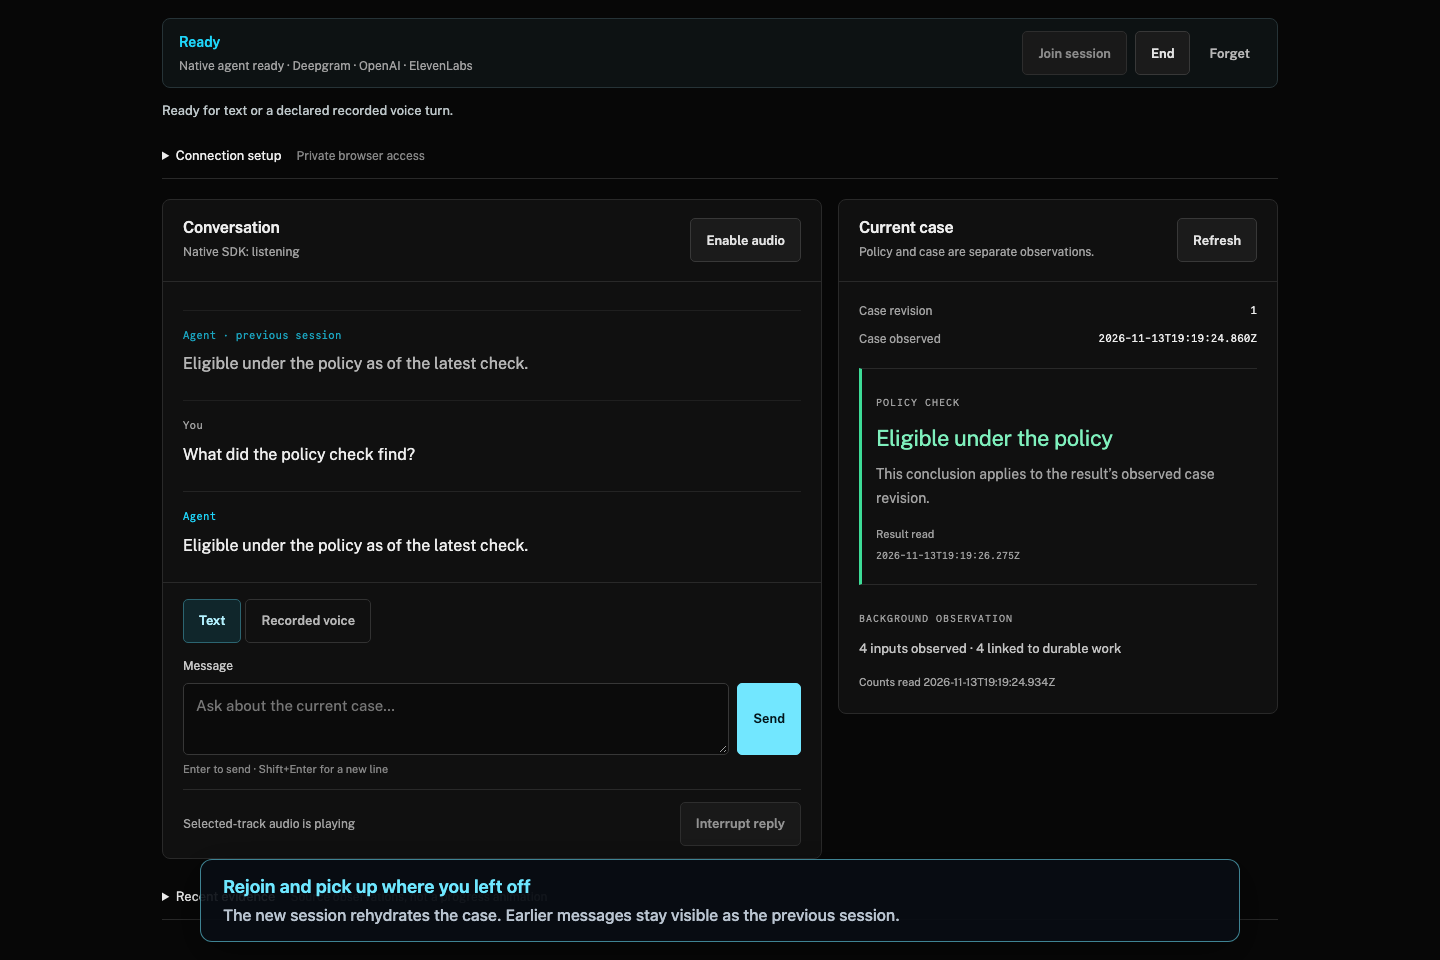 Ready
Native agent ready · Deepgram · OpenAI · ElevenLabs
Join session
End
Forget
Ready for text or a declared recorded voice turn.
Connection setup
Private browser access
Conversation
Native SDK: listening
Enable audio
Agent · previous session
Eligible under the policy as of the latest check.
You
What did the policy check find?
Agent
Eligible under the policy as of the latest check.
Text
Recorded voice
Message
Ask about the current case...
Send
Enter to send · Shift+Enter for a new line
Selected-track audio is playing
Interrupt reply
Current case
Policy and case are separate observations.
Refresh
Case revision
1
Case observed
2026-11-13T19:19:24.860Z
POLICY CHECK
Eligible under the policy
This conclusion applies to the result's observed case
revision.
Result read
2026-11-13T19:19:26.275Z
BACKGROUND OBSERVATION
4 inputs observed · 4 linked to durable work
Counts read 2026-11-13T19:19:24.934Z
Recent evidence
Rejoin and pick up where you left off
The new session rehydrates the case. Earlier messages stay visible as the previous session.